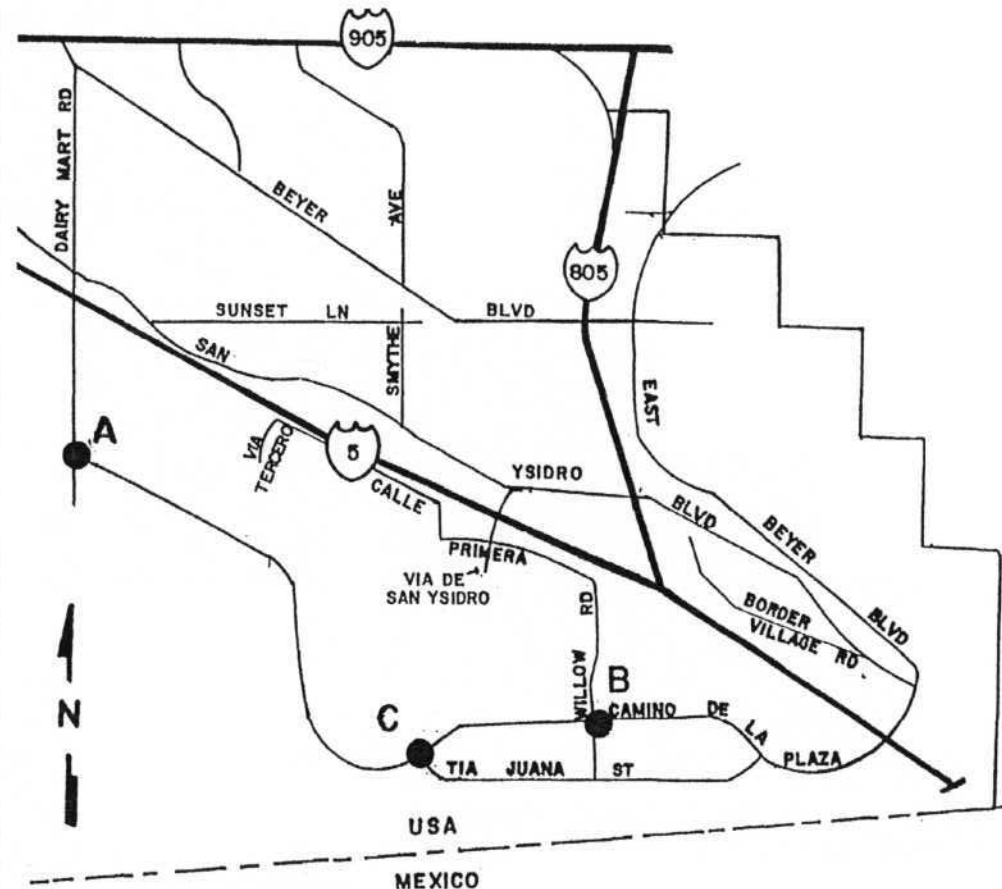 905
DAIRY MART RD
BEYER
AVE
805
SUNSET LN
BLVD
SAN
SMYTHE
EAST
A
5
VIA
TERCERO
CALLE
YSIDRO
BLVD
BEYER
PRIMERA
VIA DE
SAN YSIDRO
RD
BORDER
VILLAGE RD
BLVD
WILLOW
B
N
C
CAMINO DE
LA
PLAZA
TIA JUANA ST
USA
MEXICO